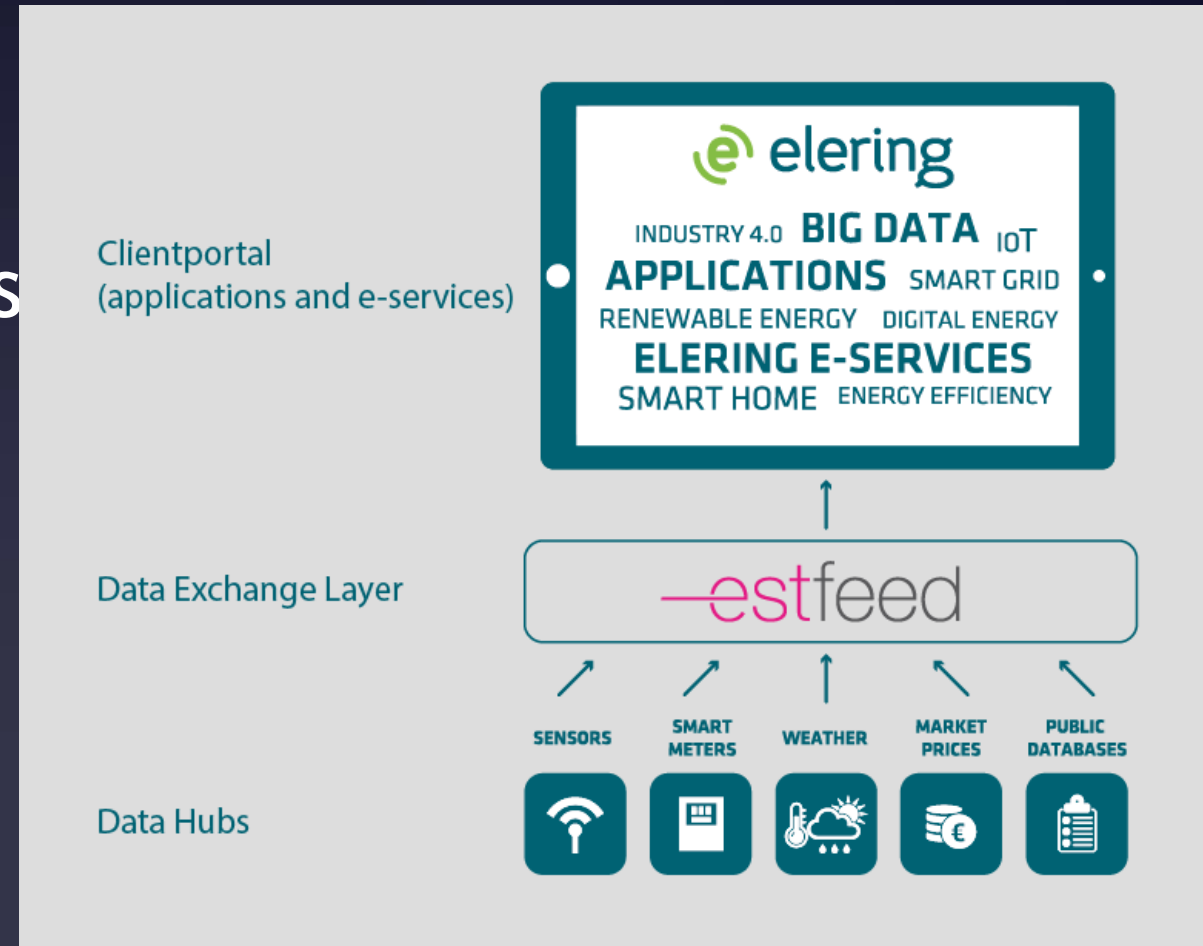 elering
INDUSTRY 4.0 BIG DATA IOT
Clientportal
(applications and e-services)
APPLICATIONS SMART GRID
RENEWABLE ENERGY DIGITAL ENERGY
ELERING E-SERVICES
SMART HOME ENERGY EFFICIENCY
Data Exchange Layer
estfeed
SENSORS
SMART
METERS
WEATHER
MARKET
PRICES
PUBLIC
DATABASES
Data Hubs